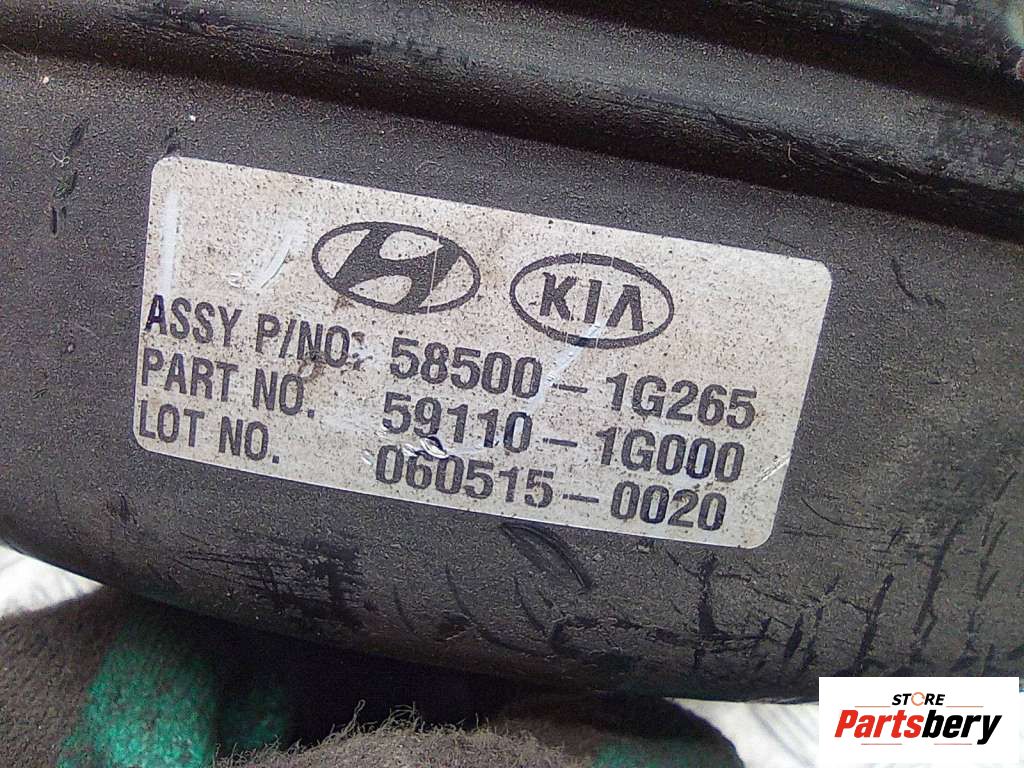 KIA
ASSY P/NO: 58500-1G265
PART NO. 59110-1G000
LOT NO. 060515-0020
STORE
Partsbery